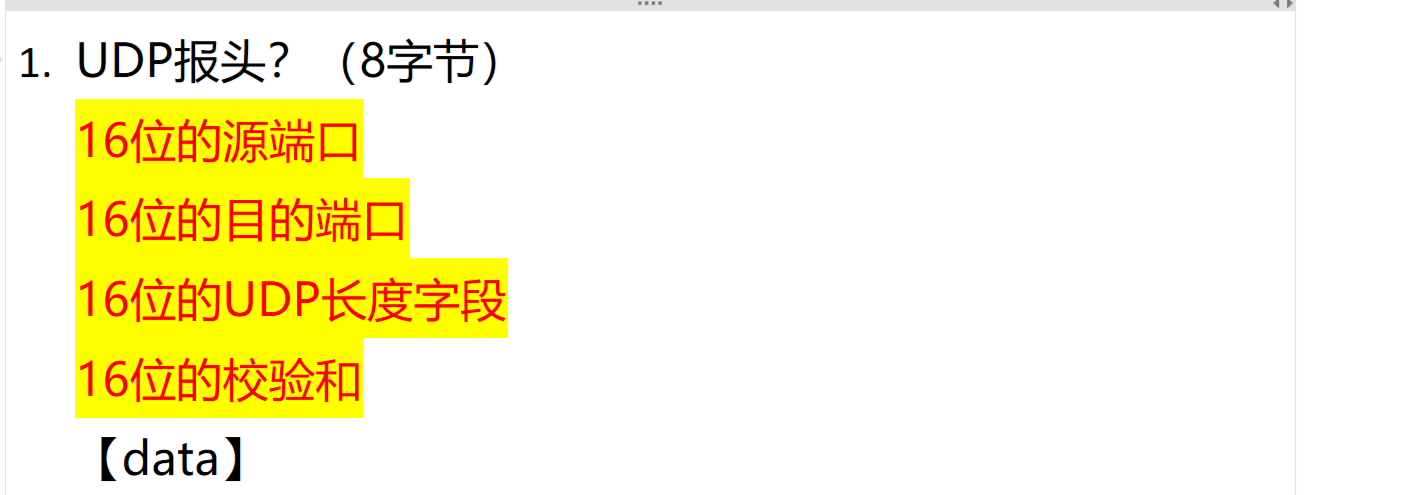 1. UDP报头？（8字节）
16位的源端口
16位的目的端口
16位的UDP长度字段
16位的校验和
【data】